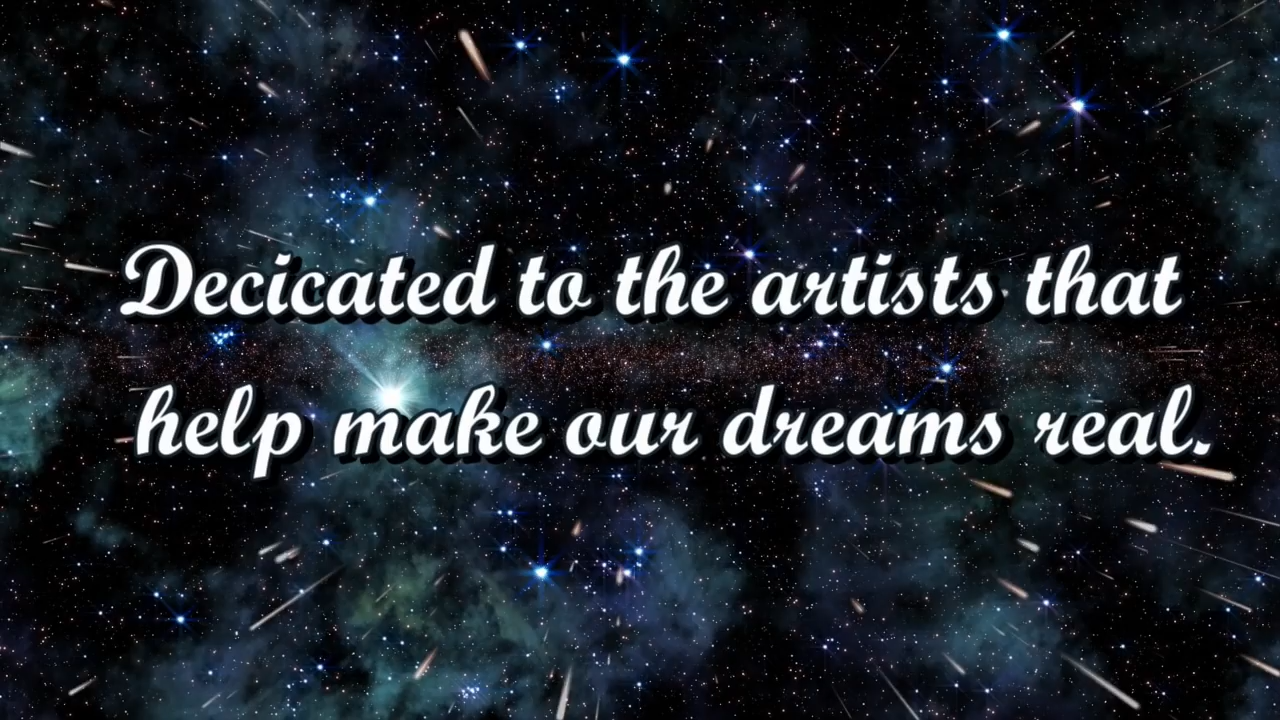 Decicated to the artists that
help make our dreams real.